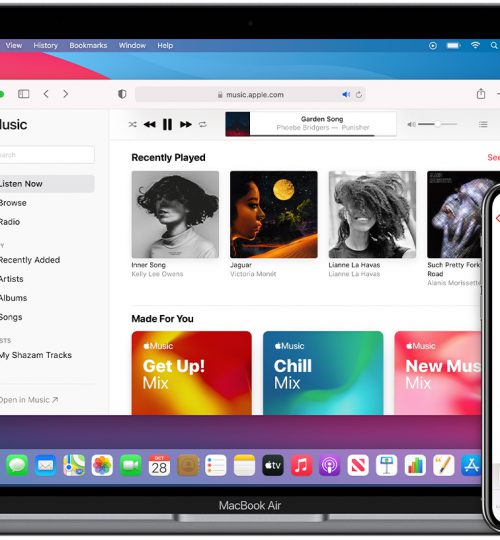 View History Bookmarks Window Help
music.apple.com
Music
Garden Song
Phoebe Bridgers — Punisher
Recently Played
See
Listen Now
Browse
Radio
Inner Song
Kelly Lee Owens
Jaguar
Victoria Monét
Lianne La Havas
Lianne La Havas
Such Pretty Fork
Road
Alanis Morissette
Recently Added
Artists
Albums
Songs
My Shazam Tracks
Open in Music ↗
Made For You
Music
Get Up!
Mix
Music
Chill
Mix
Music
New Mus
Mix
OCT
28
tv
MacBook Air